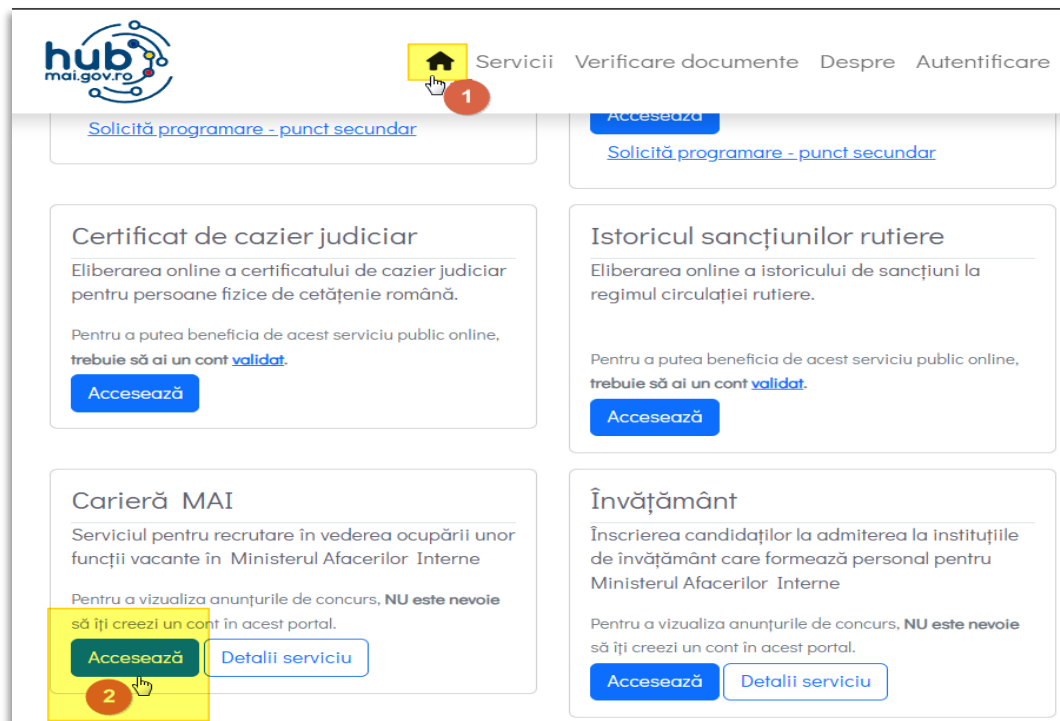 hub
mai.gov.ro
Servicii Verificare documente Despre Autentificare
1
Solicită programare - punct secundar
Accesează
Solicită programare - punct secundar
Certificat de cazier judiciar
Eliberarea online a certificatului de cazier judiciar
pentru persoane fizice de cetățenie română.
Pentru a putea beneficia de acest serviciu public online,
trebuie să ai un cont validat.
Accesează
Istoricul sancțiunilor rutiere
Eliberarea online a istoricului de sancțiuni la
regimul circulației rutiere.
Pentru a putea beneficia de acest serviciu public online,
trebuie să ai un cont validat.
Accesează
Carieră MAI
Serviciul pentru recrutare în vederea ocupării unor
funcții vacante în Ministerul Afacerilor Interne
Pentru a vizualiza anunțurile de concurs, NU este nevoie
să îți creezi un cont în acest portal.
Accesează Detalii serviciu
2
Învățământ
Înscrierea candidaților la admiterea la instituțiile
de învățământ care formează personal pentru
Ministerul Afacerilor Interne
Pentru a vizualiza anunțurile de concurs, NU este nevoie
să îți creezi un cont în acest portal.
Accesează Detalii serviciu